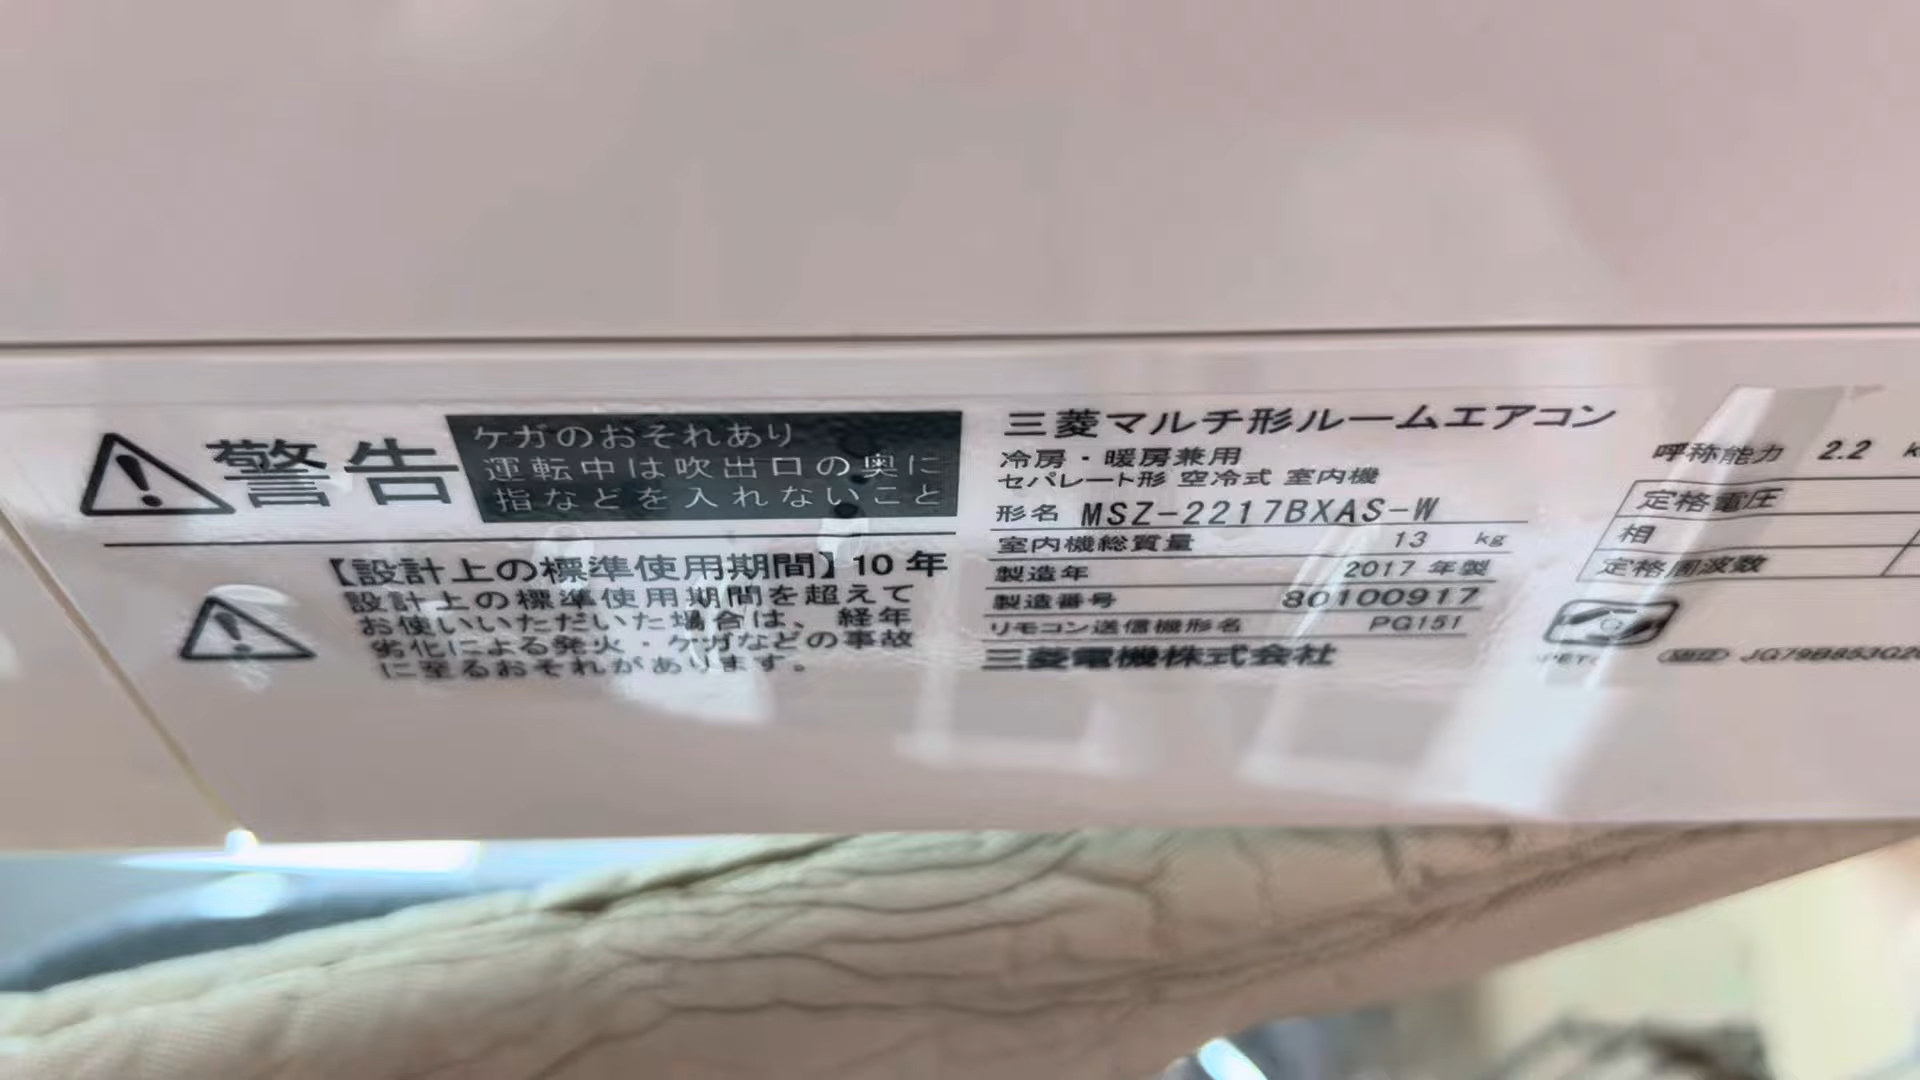 警告
ケガのおそれあり
運転中は吹出口の奥に
指などを入れないこと
【設計上の標準使用期間】10年
設計上の標準使用期間を超えて
お使いいただいた場合は、経年
劣化による発火・ケガなどの事故
に至るおそれがあります。
三菱マルチ形ルームエアコン
冷房・暖房兼用
セパレート形 空冷式 室内機
形名 MSZ-2217BXAS-W
室内機総質量 13 kg
製造年 2017 年製
製造番号 80100917
リモコン送信機形名 PG151
三菱電機株式会社
呼称能力 2.2
定格電圧
相
定格周波数